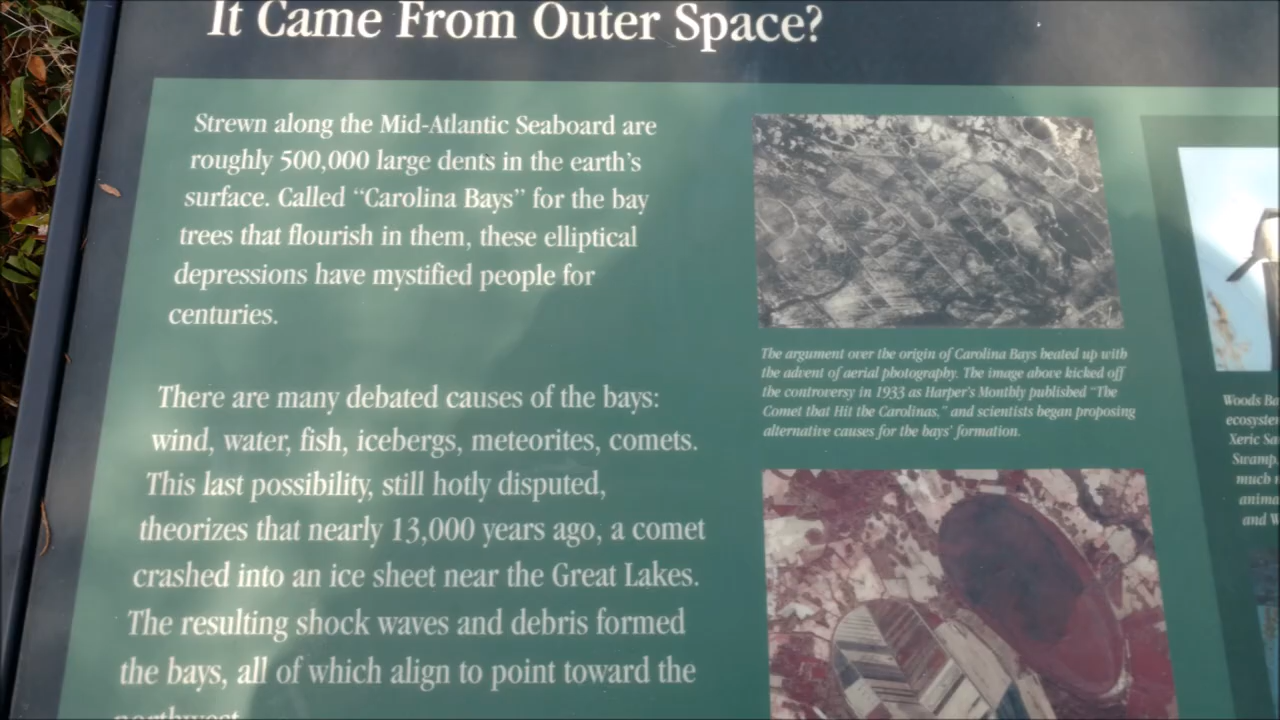 It Came From Outer Space?
Strewn along the Mid-Atlantic Seaboard are
roughly 500,000 large dents in the earth's
surface. Called “Carolina Bays” for the bay
trees that flourish in them, these elliptical
depressions have mystified people for
centuries.
There are many debated causes of the bays:
wind, water, fish, icebergs, meteorites, comets.
This last possibility, still hotly disputed,
theorizes that nearly 13,000 years ago, a comet
crashed into an ice sheet near the Great Lakes.
The resulting shock waves and debris formed
the bays, all of which align to point toward the
northwest.
The argument over the origin of Carolina Bays heated up with
the advent of aerial photography. The image above kicked off
the controversy in 1933 as Harper's Monthly published “The
Comet that Hit the Carolinas,” and scientists began proposing
alternative causes for the bays' formation.
Woods Ba
ecosyste
Xeric Sa
Swamp.
much
anima
and W